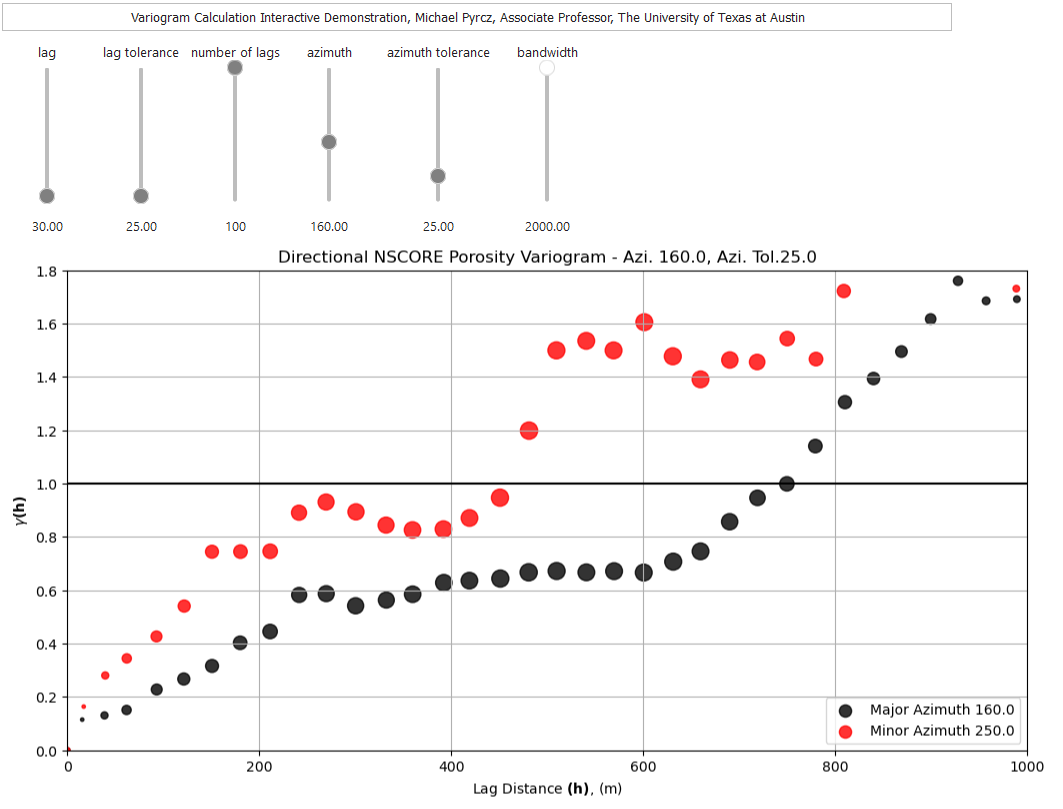 Variogram Calculation Interactive Demonstration, Michael Pyrcz, Associate Professor, The University of Texas at Austin
lag lag tolerance number of lags azimuth azimuth tolerance bandwidth
30.00 25.00 100 160.00 25.00 2000.00
Directional NSCORE Porosity Variogram - Azi. 160.0, Azi. Tol.25.0
1.8
1.6
1.4
1.2
1.0
0.8
0.6
0.4
0.2
0.0
γ(h)
Major Azimuth 160.0
Minor Azimuth 250.0
0 200 400 600 800 1000
Lag Distance (h), (m)